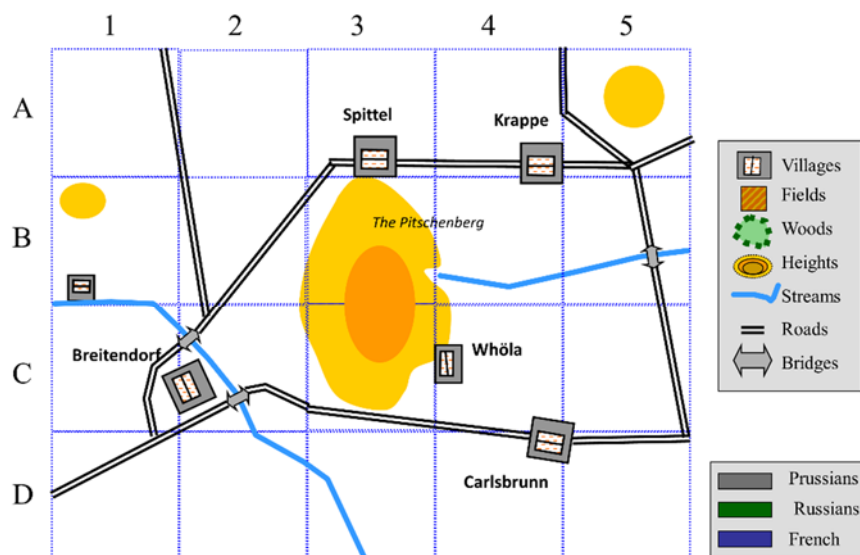 1 2 3 4 5
A
Spittel
Krappe
B
The Pitschenberg
Breitendorf
C
Whöla
D
Carlsbrunn
Villages
Fields
Woods
Heights
Streams
Roads
Bridges
Prussians
Russians
French